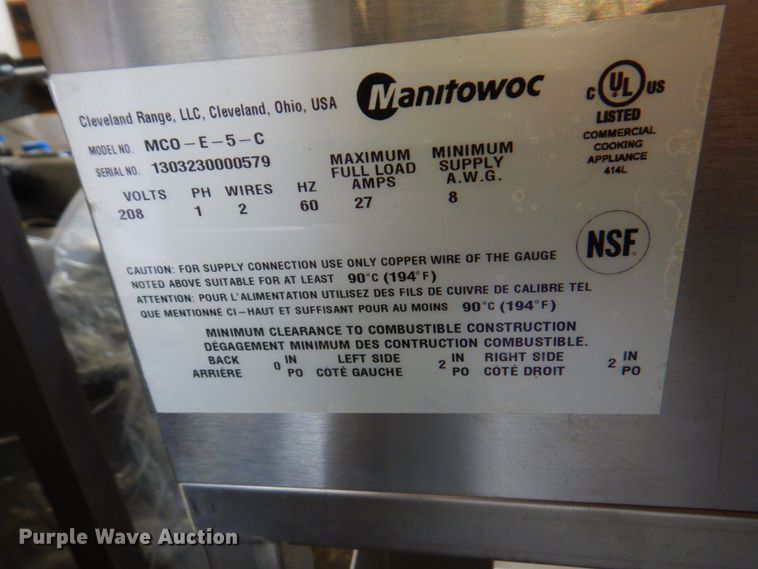 Cleveland Range, LLC, Cleveland, Ohio, USA
Manitowoc
C UL US
LISTED
COMMERCIAL
COOKING
APPLIANCE
414L
MODEL NO. MCO-E-5-C
SERIAL NO. 1303230000579
VOLTS PH WIRES HZ MAXIMUM FULL LOAD AMPS MINIMUM SUPPLY A.W.G.
208 1 2 60 27 8
NSF
CAUTION: FOR SUPPLY CONNECTION USE ONLY COPPER WIRE OF THE GAUGE
NOTED ABOVE SUITABLE FOR AT LEAST 90°C (194°F)
ATTENTION: POUR L'ALIMENTATION UTILISEZ DES FILS DE CUIVRE DE CALIBRE TEL
QUE MENTIONNÉ CI-HAUT ET SUFFISANT POUR AU MOINS 90°C (194°F)
MINIMUM CLEARANCE TO COMBUSTIBLE CONSTRUCTION
DÉGAGEMENT MINIMUM DES CONTRUCTION COMBUSTIBLE.
BACK 0 IN LEFT SIDE 2 IN RIGHT SIDE 2 IN
ARRIÈRE PO CÔTÉ GAUCHE PO CÔTÉ DROIT PO
Purple Wave Auction